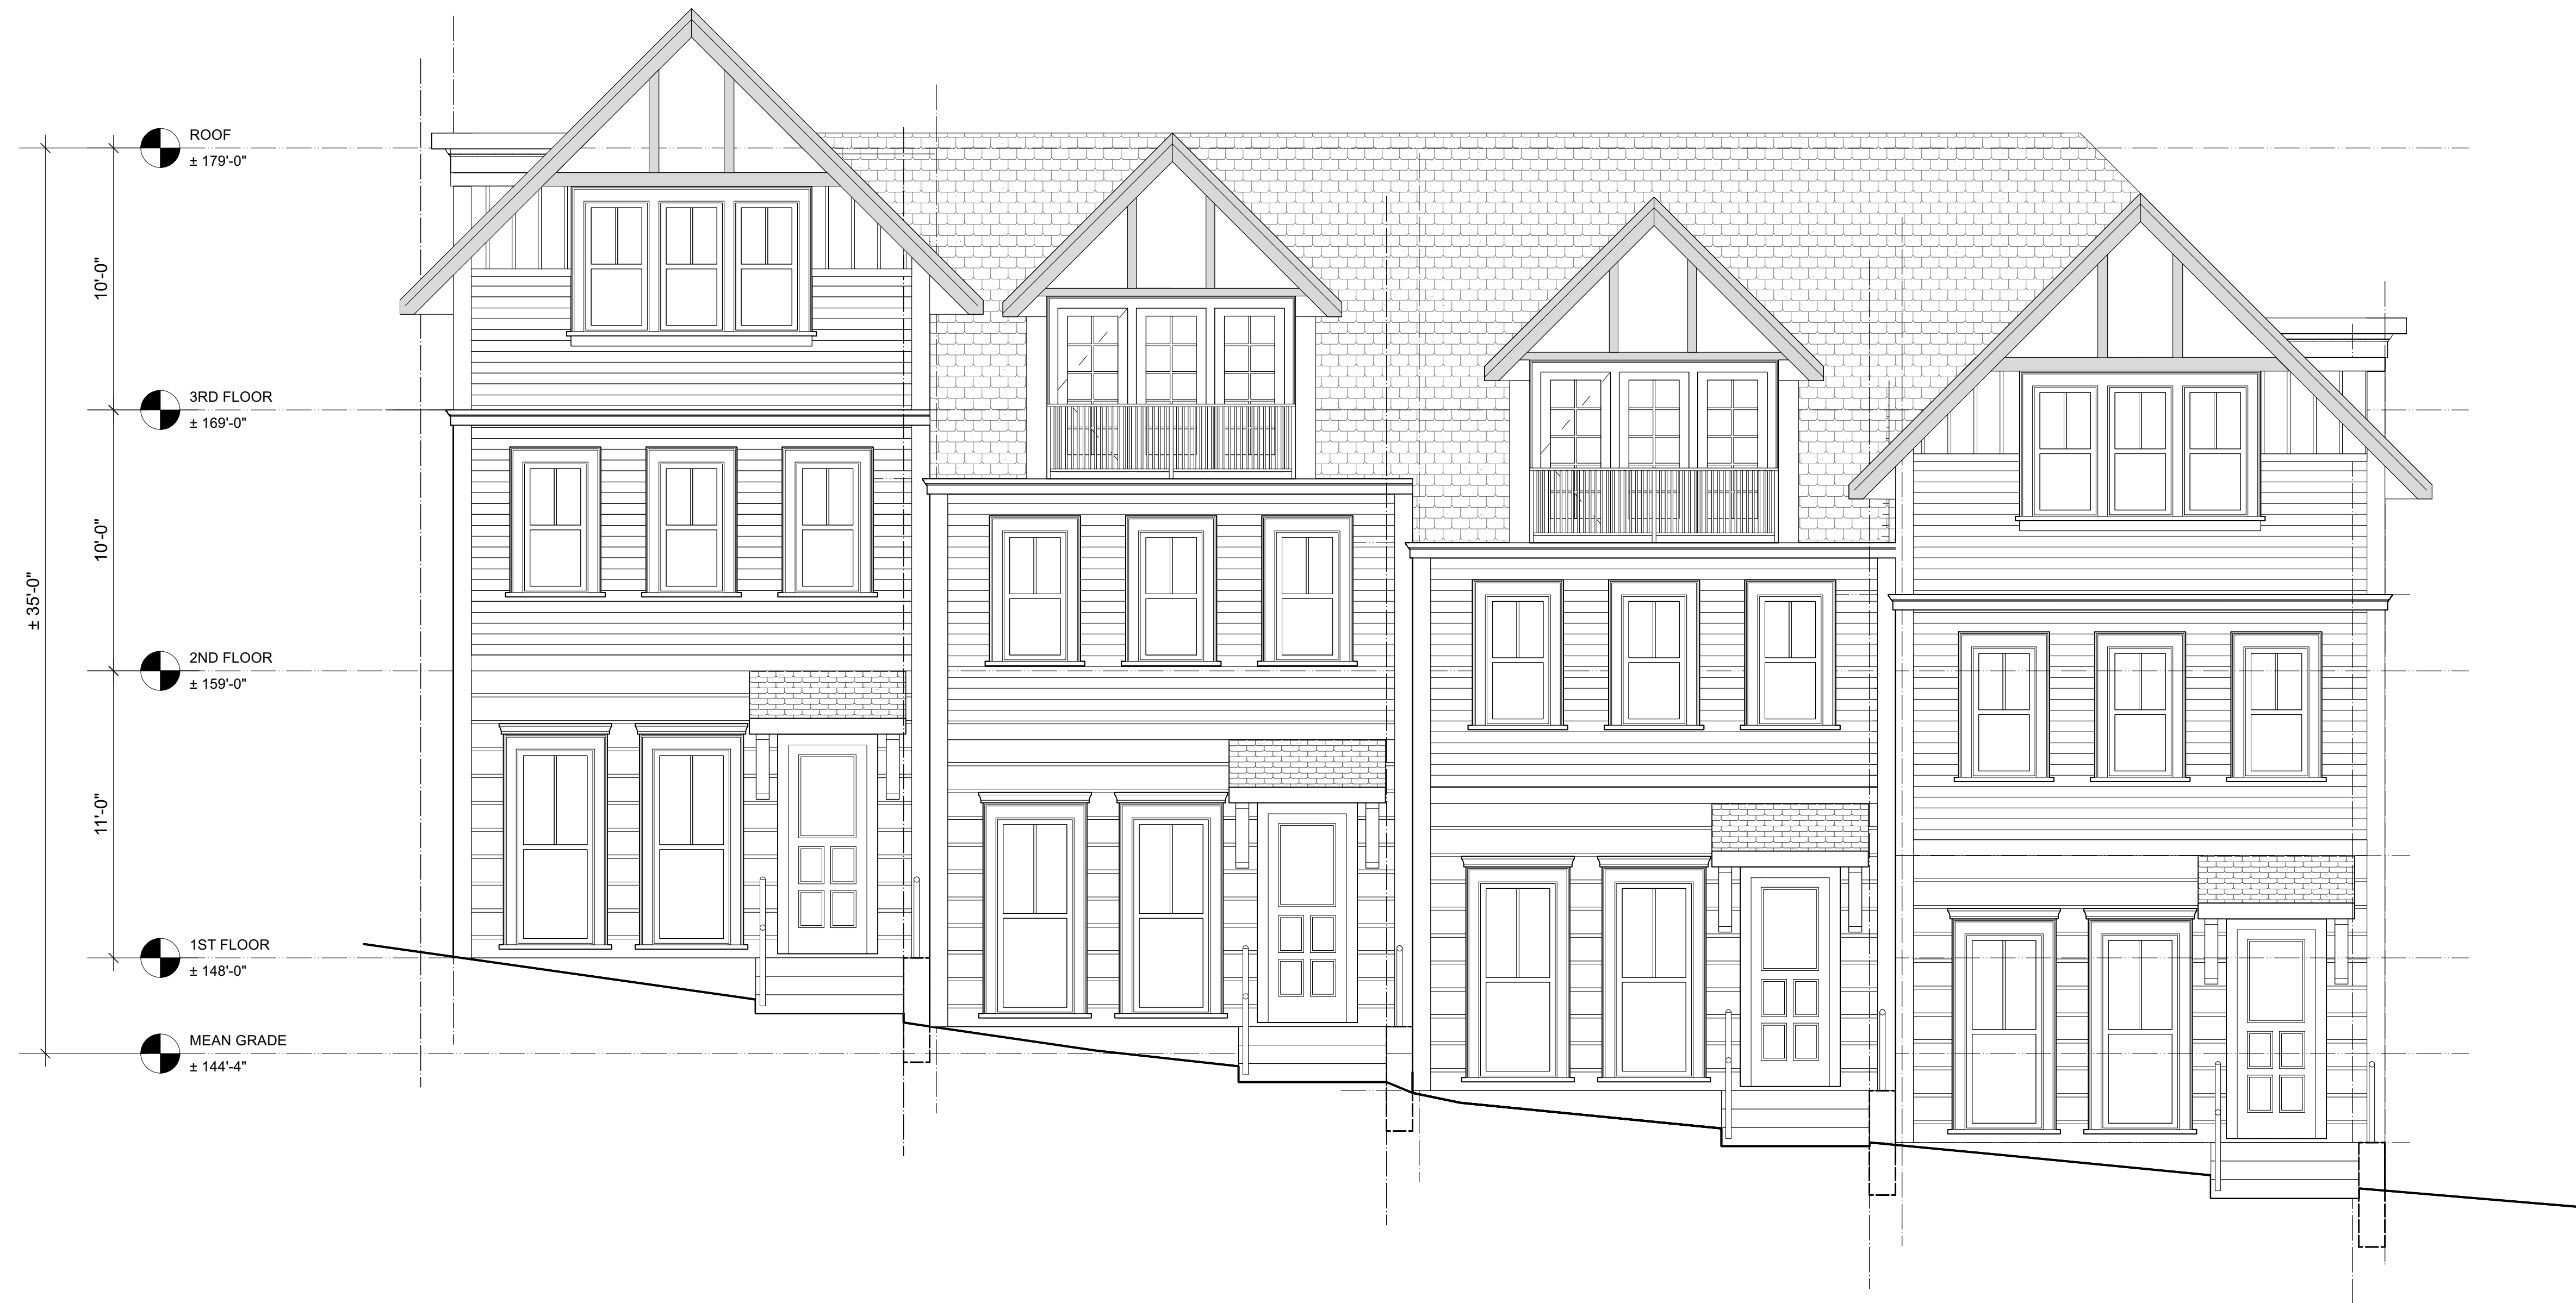 ROOF
± 179'-0"
10'-0"
3RD FLOOR
± 169'-0"
10'-0"
± 35'-0"
2ND FLOOR
± 159'-0"
11'-0"
1ST FLOOR
± 148'-0"
MEAN GRADE
± 144'-4"